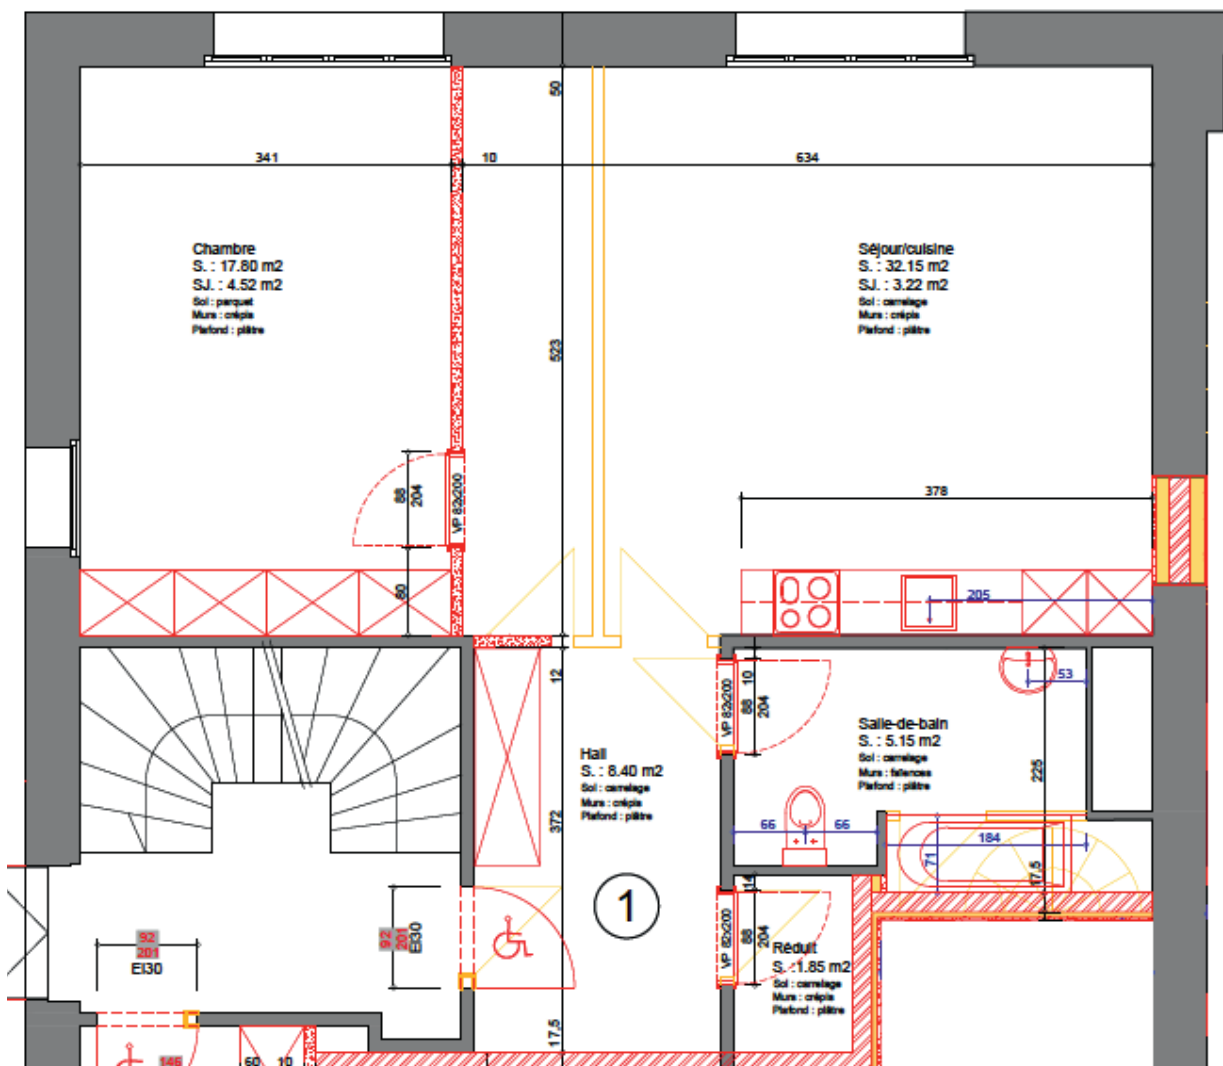 50
341
10
634
Chambre
S. : 17.80 m2
SJ. : 4.52 m2
Sol : parquet
Murs : crépis
Plafond : plâtre
Séjour/cuisine
S. : 32.15 m2
SJ. : 3.22 m2
Sol : carrelage
Murs : crépis
Plafond : plâtre
523
88
204
VP 82x200
378
60
205
12
VP 82x200
10
88
204
53
Salle-de-bain
S. : 5.15 m2
Sol : carrelage
Murs : faïences
Plafond : plâtre
Hall
S. : 8.40 m2
Sol : carrelage
Murs : crépis
Plafond : plâtre
225
372
66
66
184
71
17,5
14
1
92
201
EI30
92
201
EI30
VP 82x200
88
204
Réduit
S. : 1.85 m2
Sol : carrelage
Murs : crépis
Plafond : plâtre
17,5
146
60
10